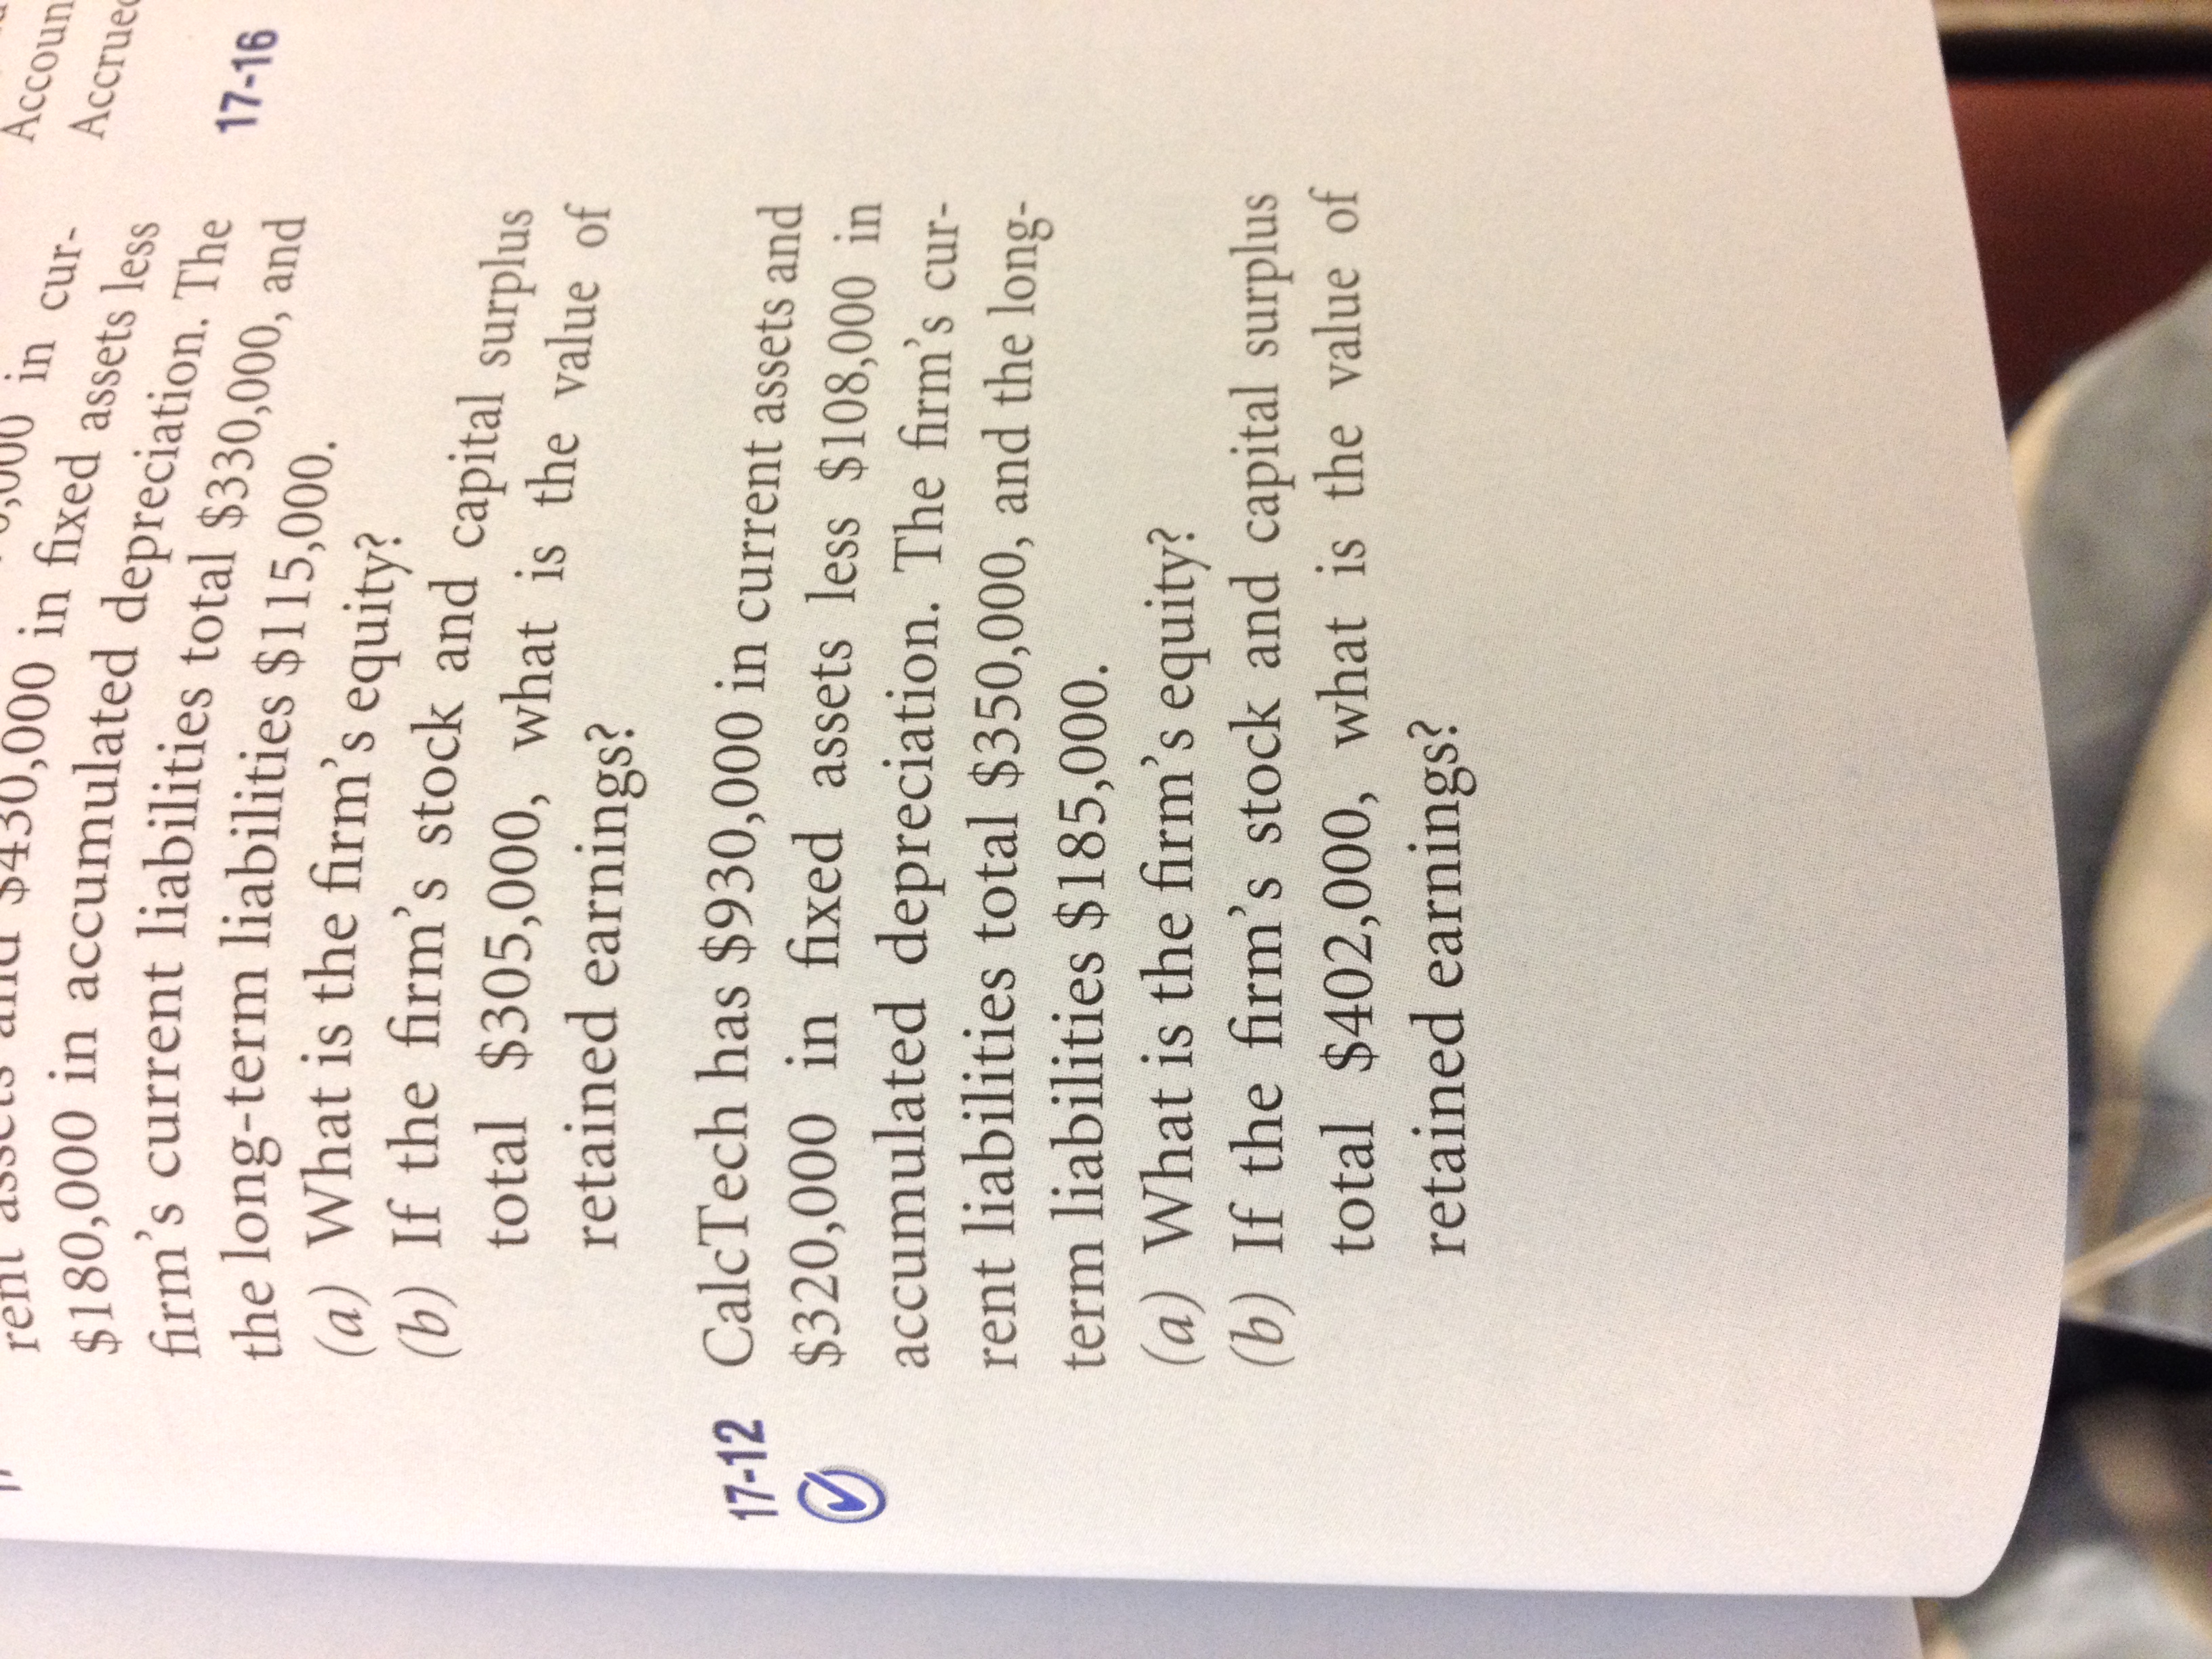 rent assets and $430,000 in fixed assets less
,000 in cur-
$180,000 in accumulated depreciation. The
firm's current liabilities total $330,000, and
the long-term liabilities $115,000.
(a) What is the firm's equity?
(b) If the firm's stock and capital surplus
total $305,000, what is the value of
retained earnings?
17-12 CalcTech has $930,000 in current assets and
$320,000 in fixed assets less $108,000 in
accumulated depreciation. The firm's cur-
rent liabilities total $350,000, and the long-
term liabilities $185,000.
(a) What is the firm's equity?
(b) If the firm's stock and capital surplus
total $402,000, what is the value of
retained earnings?
Accoun
Accrue
17-16